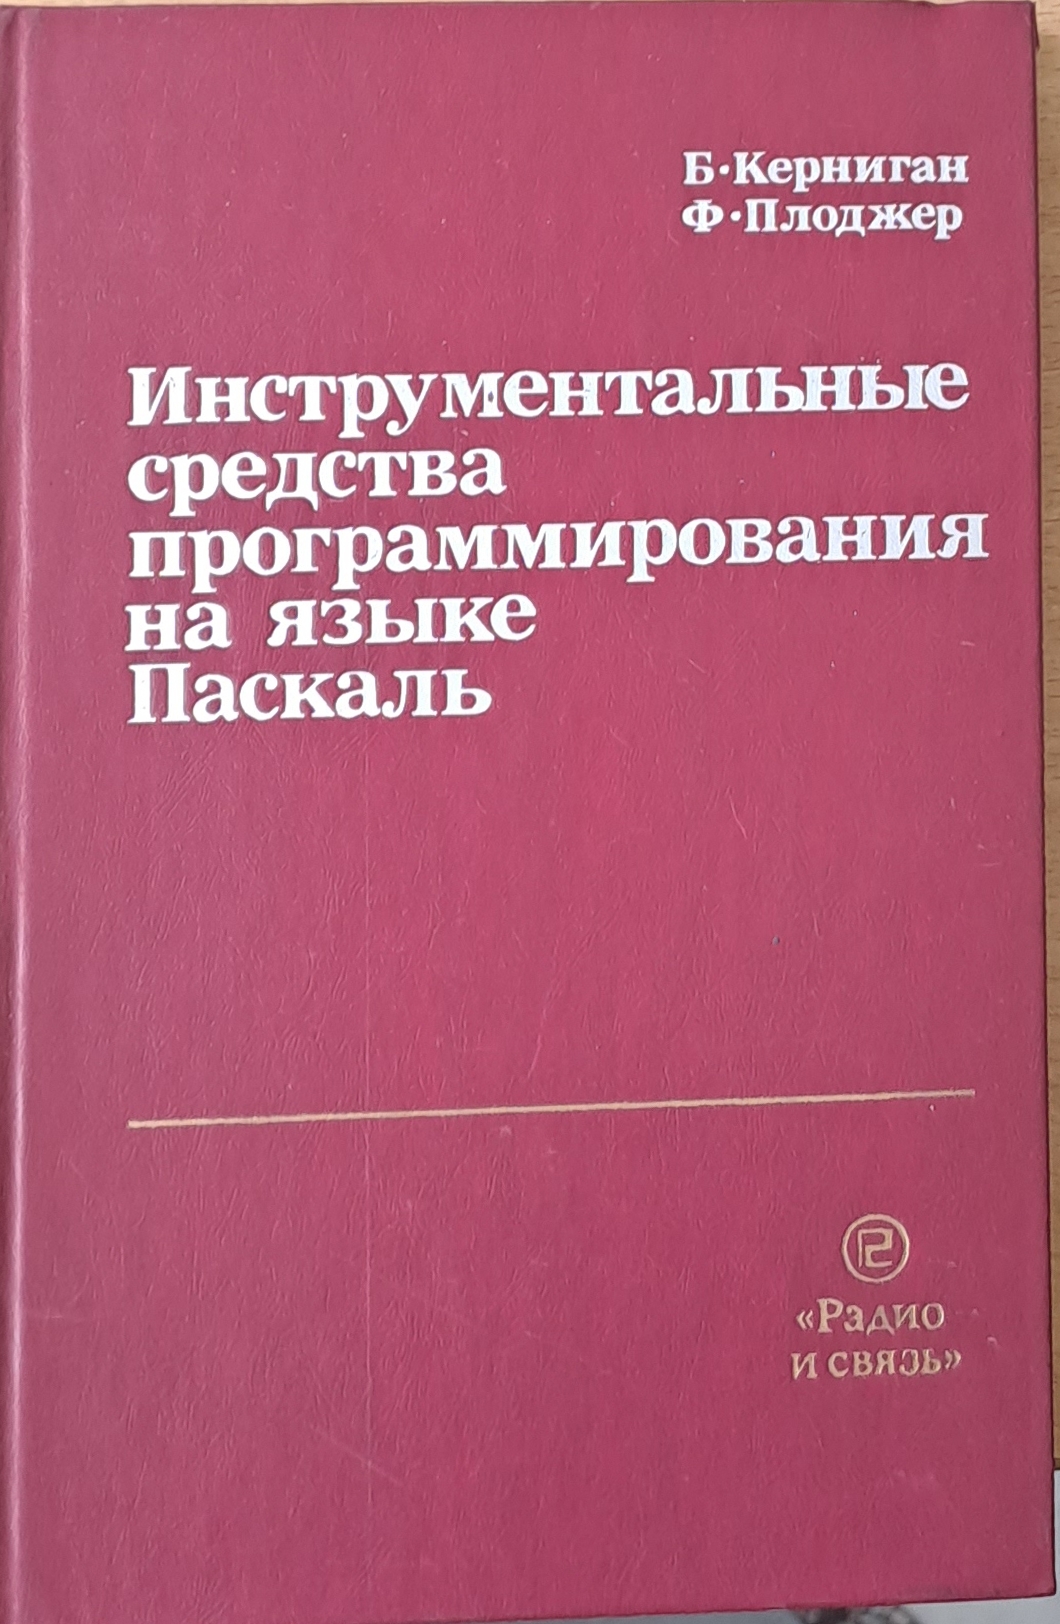 Б. Керниган
Ф. Плоджер
Инструментальные
средства
программирования
на языке
Паскаль
«Радио
и связь»